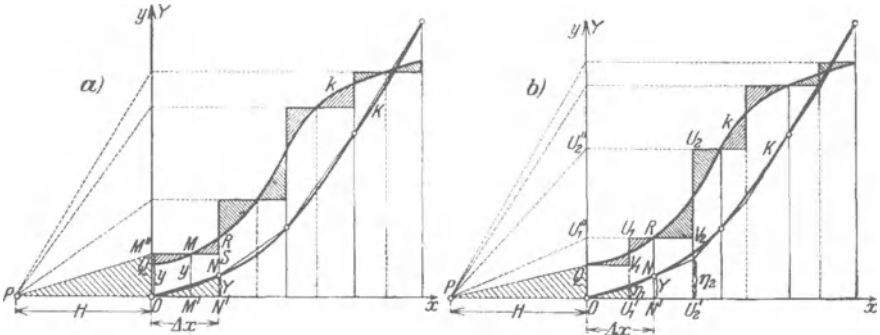 y Y
a)
k
K
M"
M
R
Q
S
y
y
N
Y
P
O
M'
N'
x
H
Δx
y Y
b)
U₂"
U₂
k
K
U₁"
U₁
R
Q
V₁
N
V₂
η₁
Y
η₂
P
O
U₁'
N'
U₂'
x
H
Δx